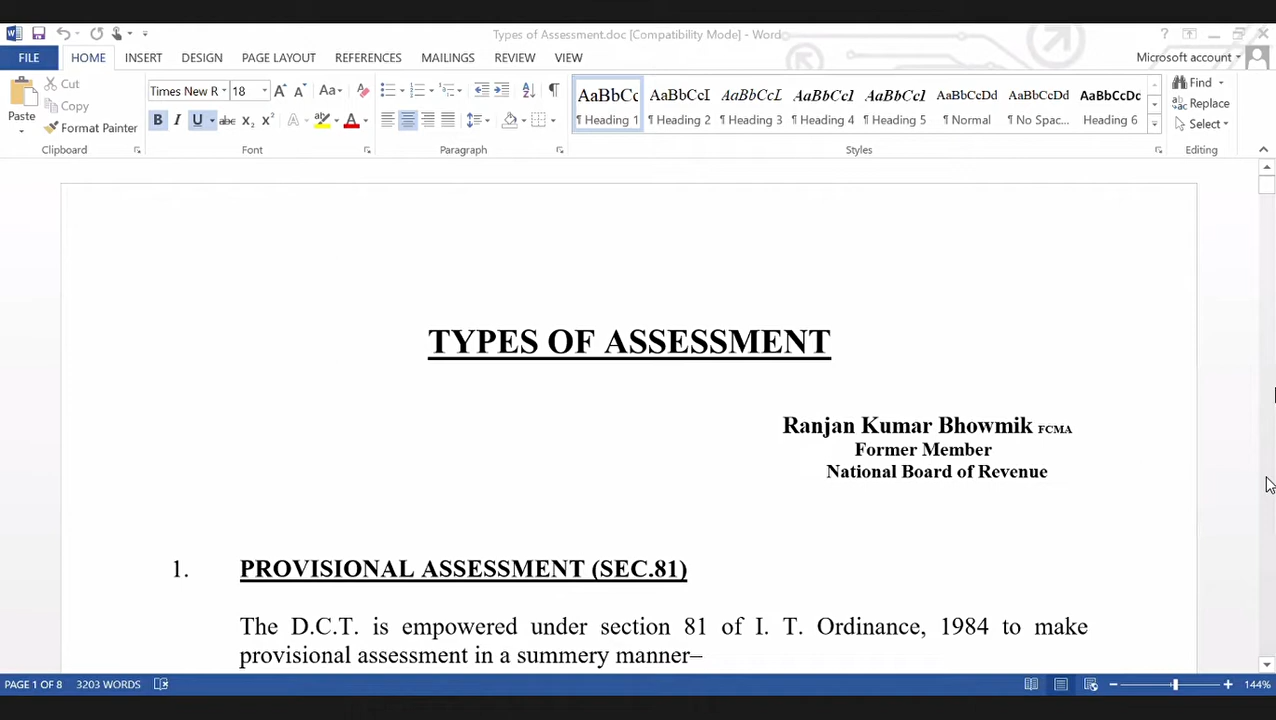 Types of Assessment.doc [Compatibility Mode] - Word
FILE HOME INSERT DESIGN PAGE LAYOUT REFERENCES MAILINGS REVIEW VIEW Microsoft account
Paste
Cut
Copy
Format Painter
Clipboard
Times New R 18
Font
Paragraph
AaBbCc AaBbCcI AaBbCcL AaBbCcI AaBbCcI AaBbCcDd AaBbCcDd AaBbCcDc
¶ Heading 1 ¶ Heading 2 ¶ Heading 3 ¶ Heading 4 ¶ Heading 5 ¶ Normal ¶ No Spac... Heading 6
Styles
Find
Replace
Select
Editing
TYPES OF ASSESSMENT
Ranjan Kumar Bhowmik FCMA
Former Member
National Board of Revenue
1. PROVISIONAL ASSESSMENT (SEC.81)
The D.C.T. is empowered under section 81 of I. T. Ordinance, 1984 to make
provisional assessment in a summery manner–
PAGE 1 OF 8 3203 WORDS 144%